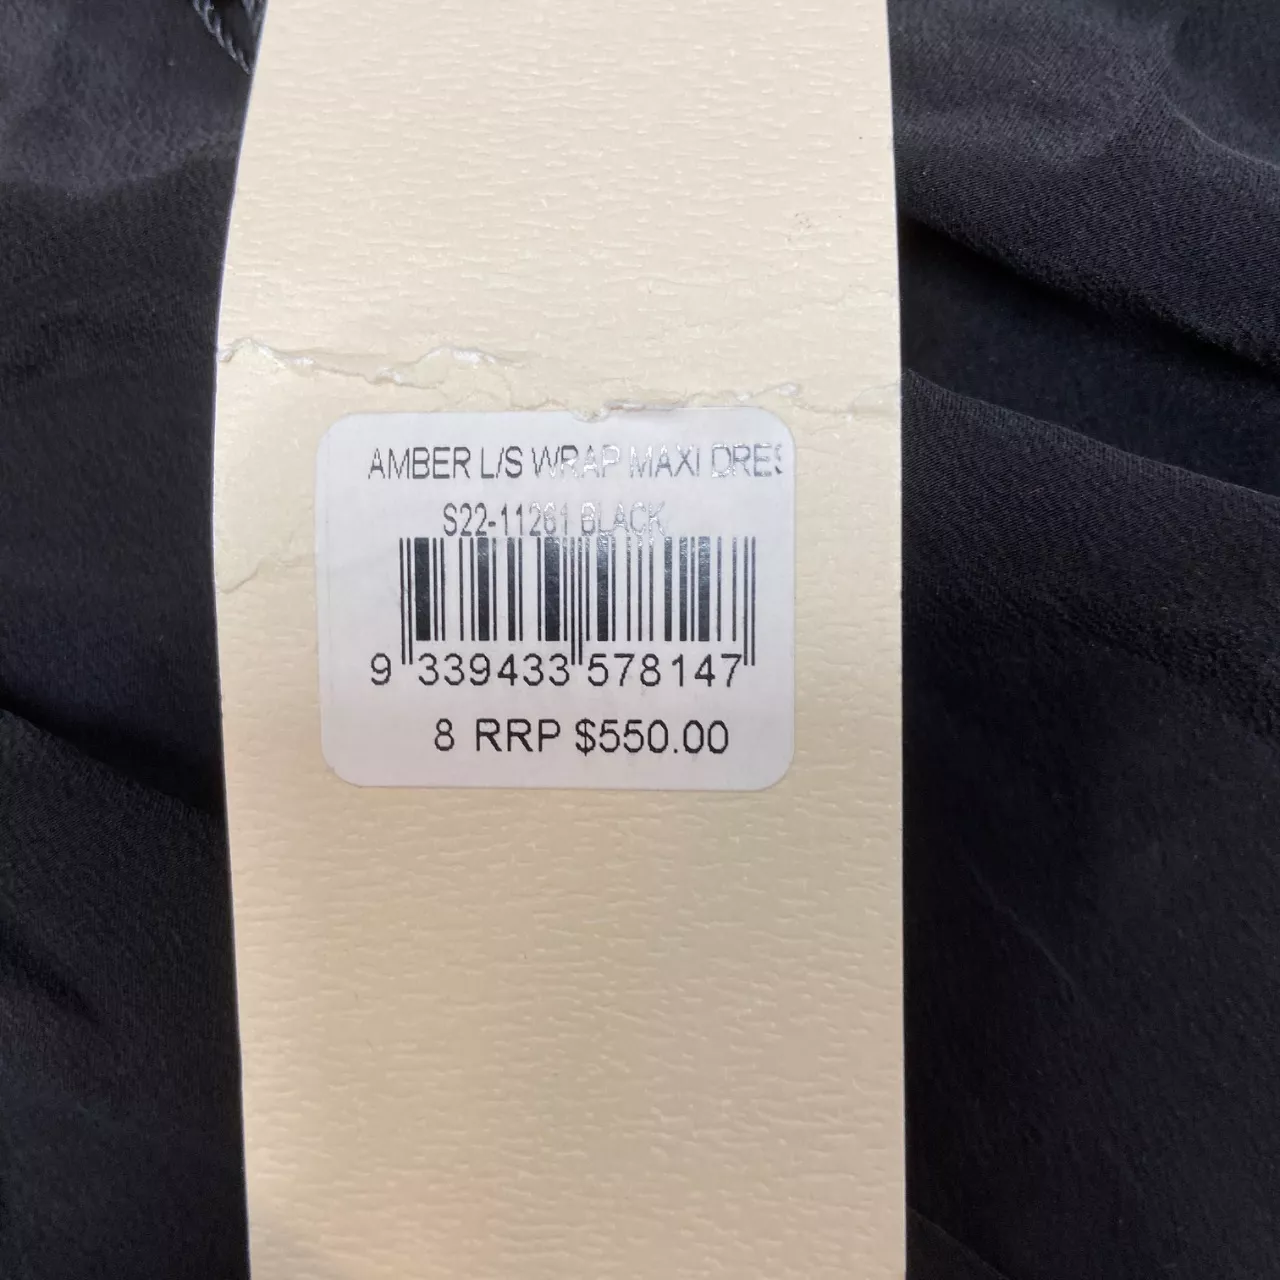 AMBER L/S WRAP MAXI DRES
S22-11261 BLACK
9 339433 578147
8 RRP $550.00